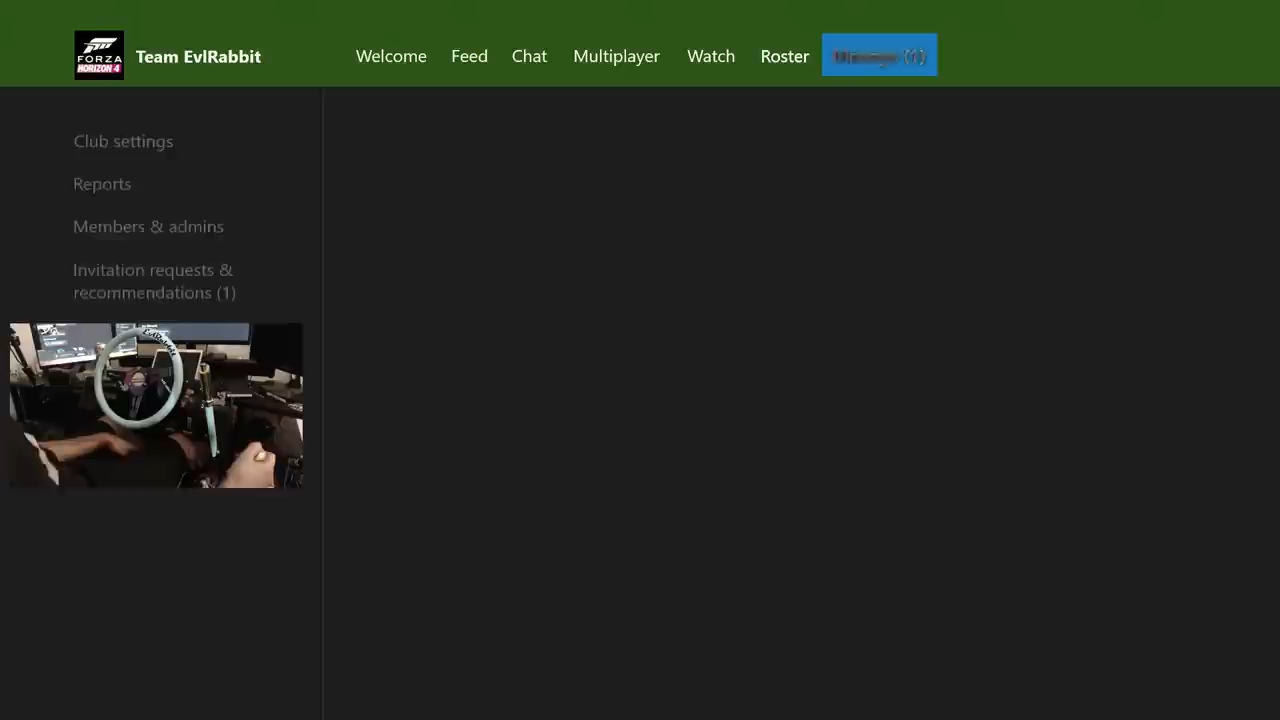 FORZA
HORIZON 4
Team EvlRabbit
Welcome
Feed
Chat
Multiplayer
Watch
Roster
(1)
Club settings
Reports
Members & admins
Invitation requests &
recommendations (1)